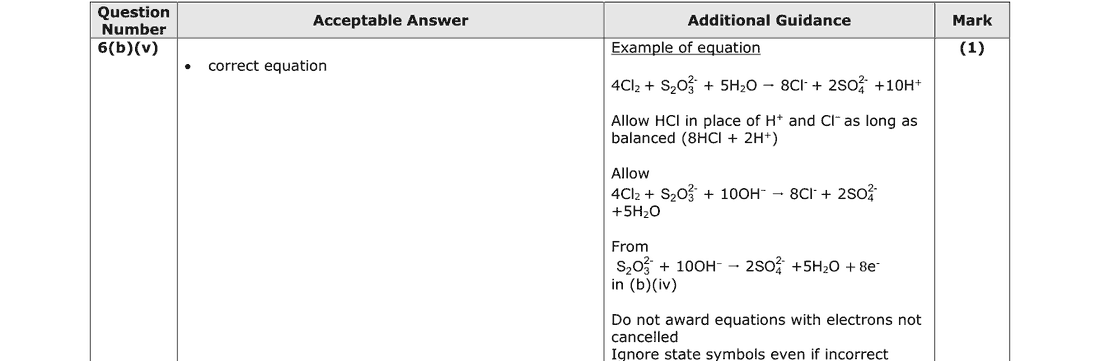 Question Number
Acceptable Answer
Additional Guidance
Mark
6(b)(v)
• correct equation
Example of equation
4Cl₂ + S₂O₃²⁻ + 5H₂O → 8Cl⁻ + 2SO₄²⁻ +10H⁺
Allow HCl in place of H⁺ and Cl⁻ as long as
balanced (8HCl + 2H⁺)
Allow
4Cl₂ + S₂O₃²⁻ + 10OH⁻ → 8Cl⁻ + 2SO₄²⁻
+5H₂O
From
S₂O₃²⁻ + 10OH⁻ → 2SO₄²⁻ +5H₂O + 8e⁻
in (b)(iv)
Do not award equations with electrons not
cancelled
Ignore state symbols even if incorrect
(1)